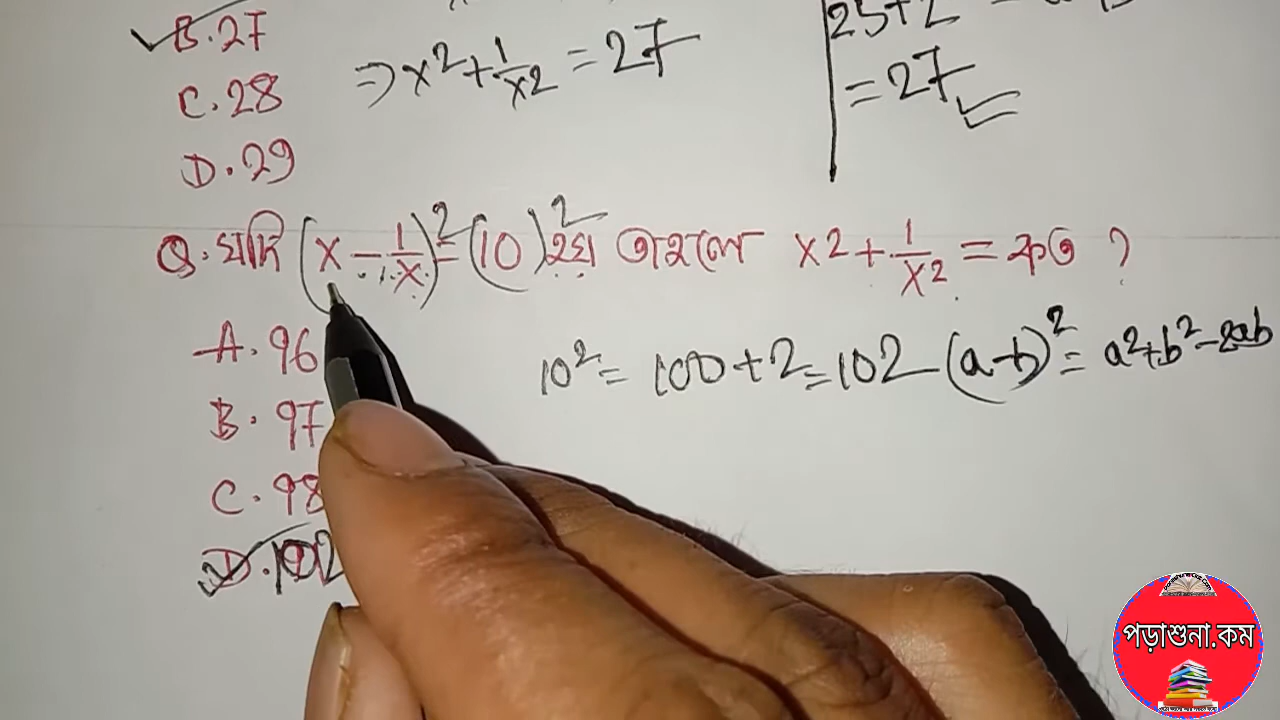 B. 27
25+2
⇒ x² + 1/x² = 27
= 27
C. 28
D. 29
Q. যদি (x − 1/x)² = (10)² হয় তাহলে x2 + 1/x2 = কত ?
A. 96
10² = 100 + 2 = 102 (a-b)² = a²+b²-2ab
B. 97
C. 98
D. 102
পড়াশুনা.কম